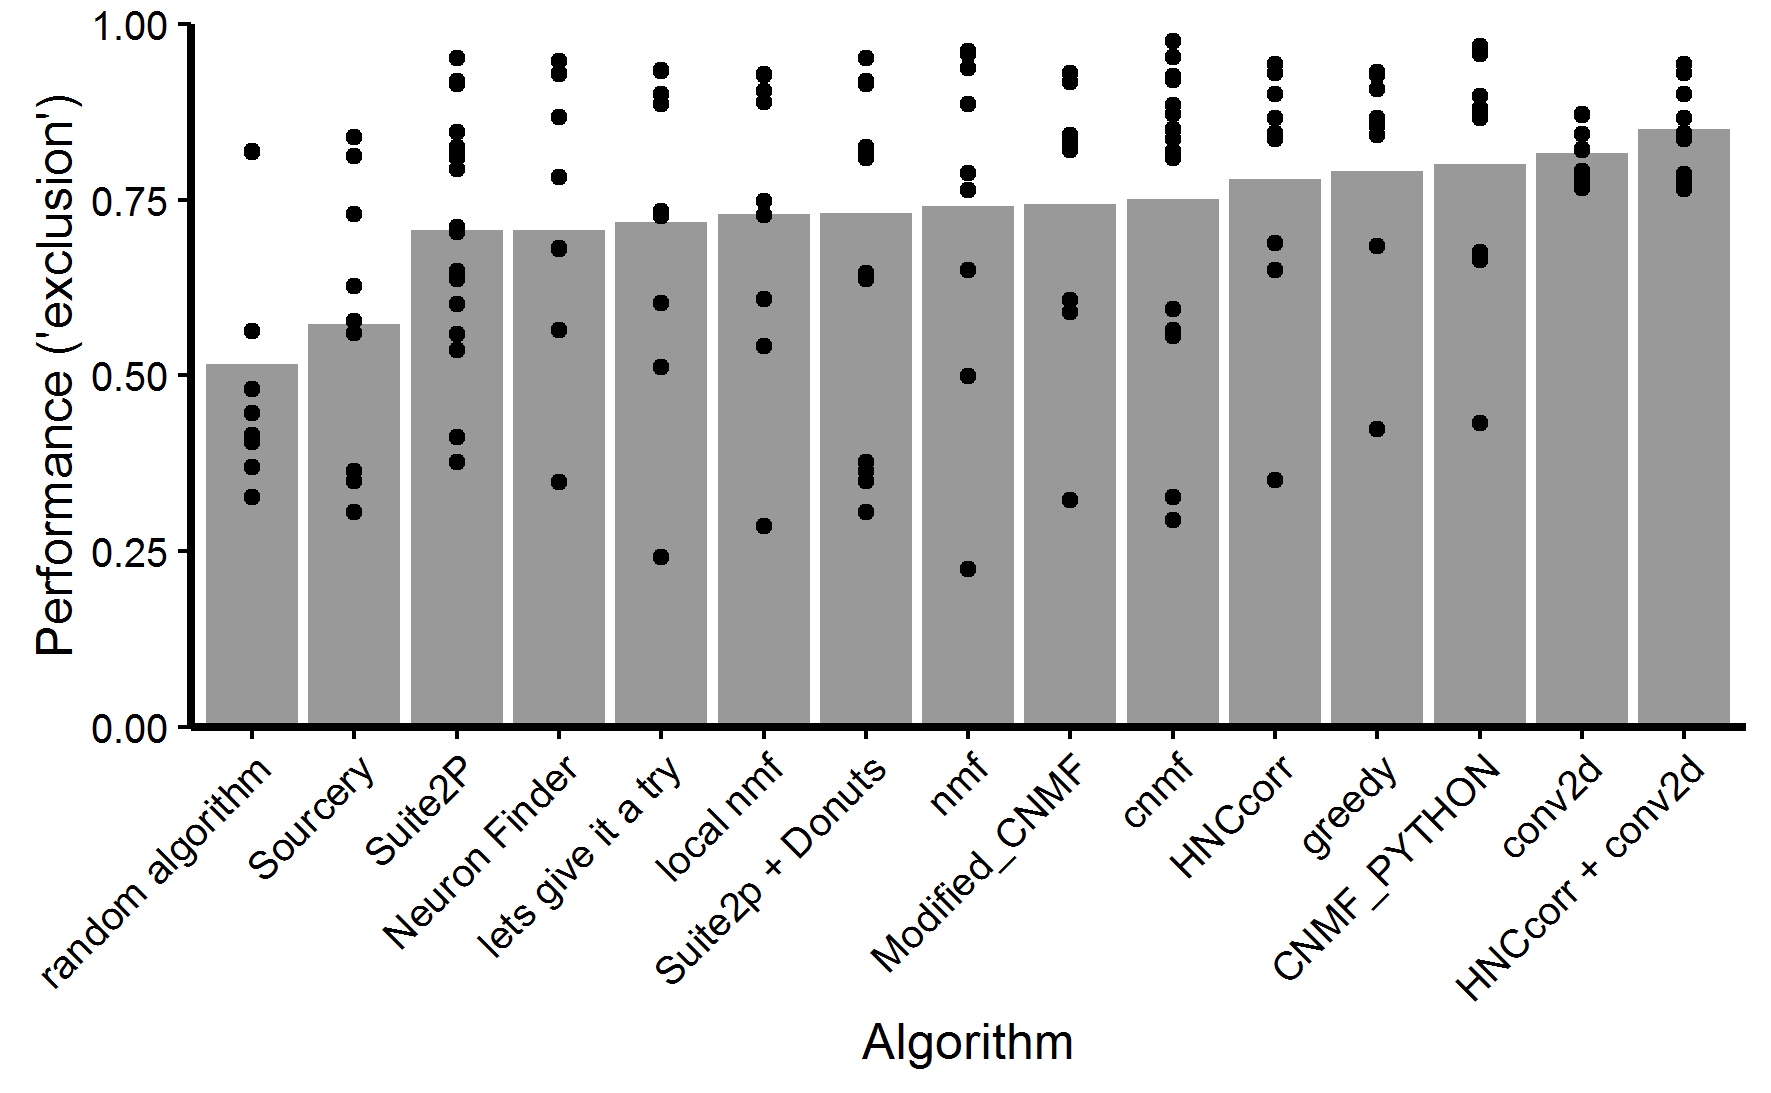 Performance ('exclusion')
1.00
0.75
0.50
0.25
0.00
random algorithm
Sourcery
Suite2P
Neuron Finder
lets give it a try
local nmf
Suite2p + Donuts
nmf
Modified_CNMF
cnmf
HNCcorr
greedy
CNMF_PYTHON
conv2d
HNCcorr + conv2d
Algorithm